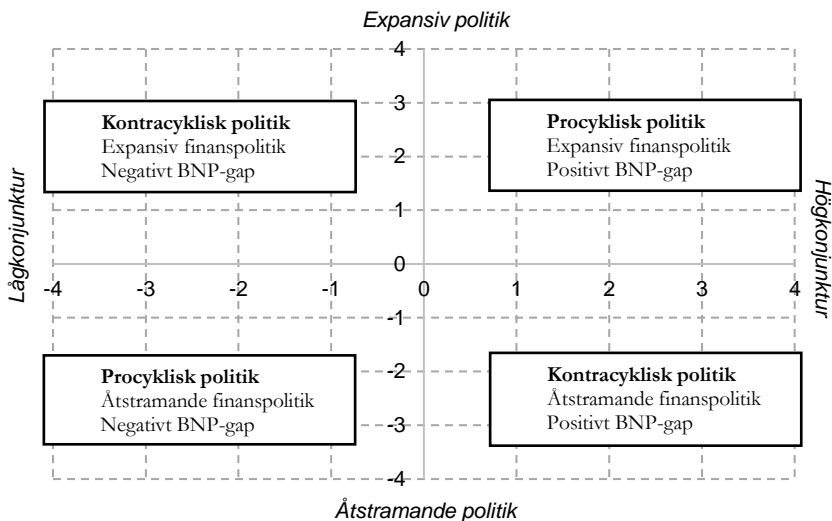 Expansiv politik
4
3
Kontracyklisk politik
Expansiv finanspolitik
Negativt BNP-gap
Procyklisk politik
Expansiv finanspolitik
Positivt BNP-gap
2
1
0
Lågkonjunktur
Högkonjunktur
-4 -3 -2 -1 0 1 2 3 4
-1
Procyklisk politik
Åtstramande finanspolitik
Negativt BNP-gap
Kontracyklisk politik
Åtstramande finanspolitik
Positivt BNP-gap
-2
-3
-4
Åtstramande politik